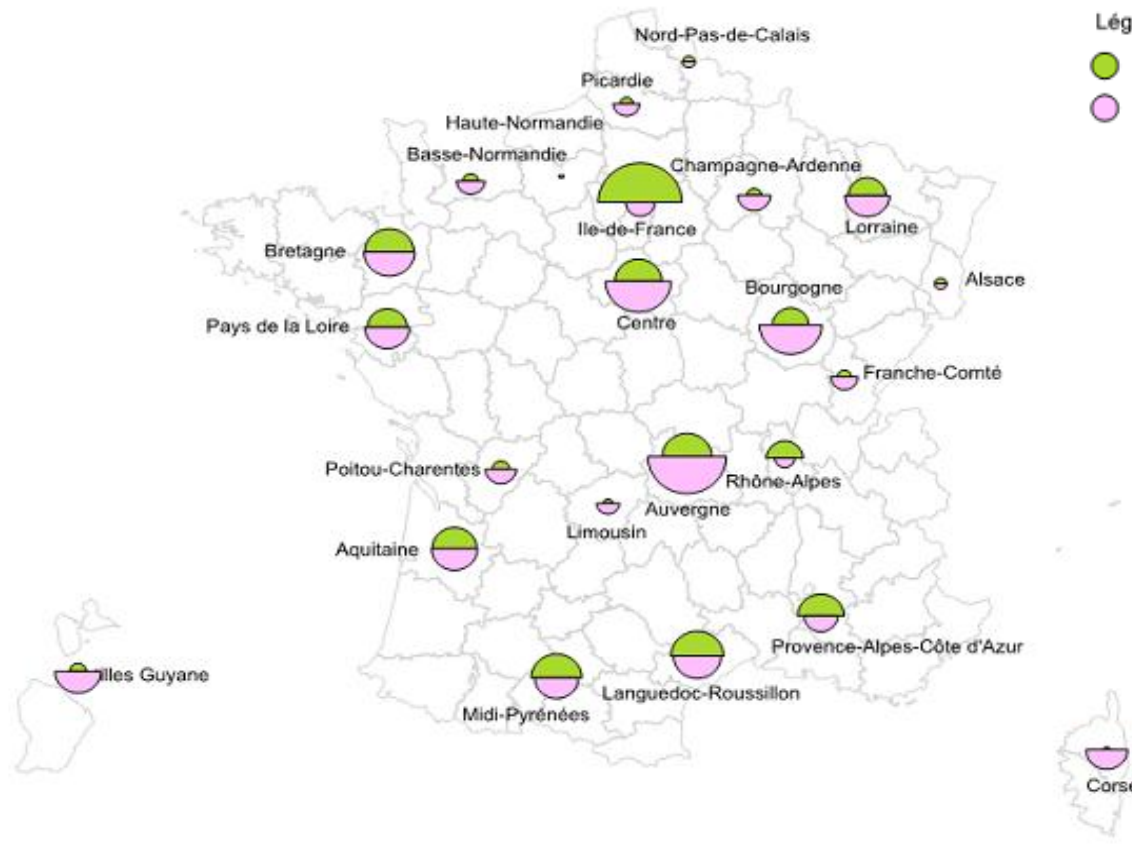 Lég
Nord-Pas-de-Calais
Picardie
Haute-Normandie
Basse-Normandie
Champagne-Ardenne
Ile-de-France
Lorraine
Bretagne
Alsace
Bourgogne
Pays de la Loire
Centre
Franche-Comté
Poitou-Charentes
Rhône-Alpes
Auvergne
Limousin
Aquitaine
Provence-Alpes-Côte d'Azur
illes Guyane
Languedoc-Roussillon
Midi-Pyrénées
Corse